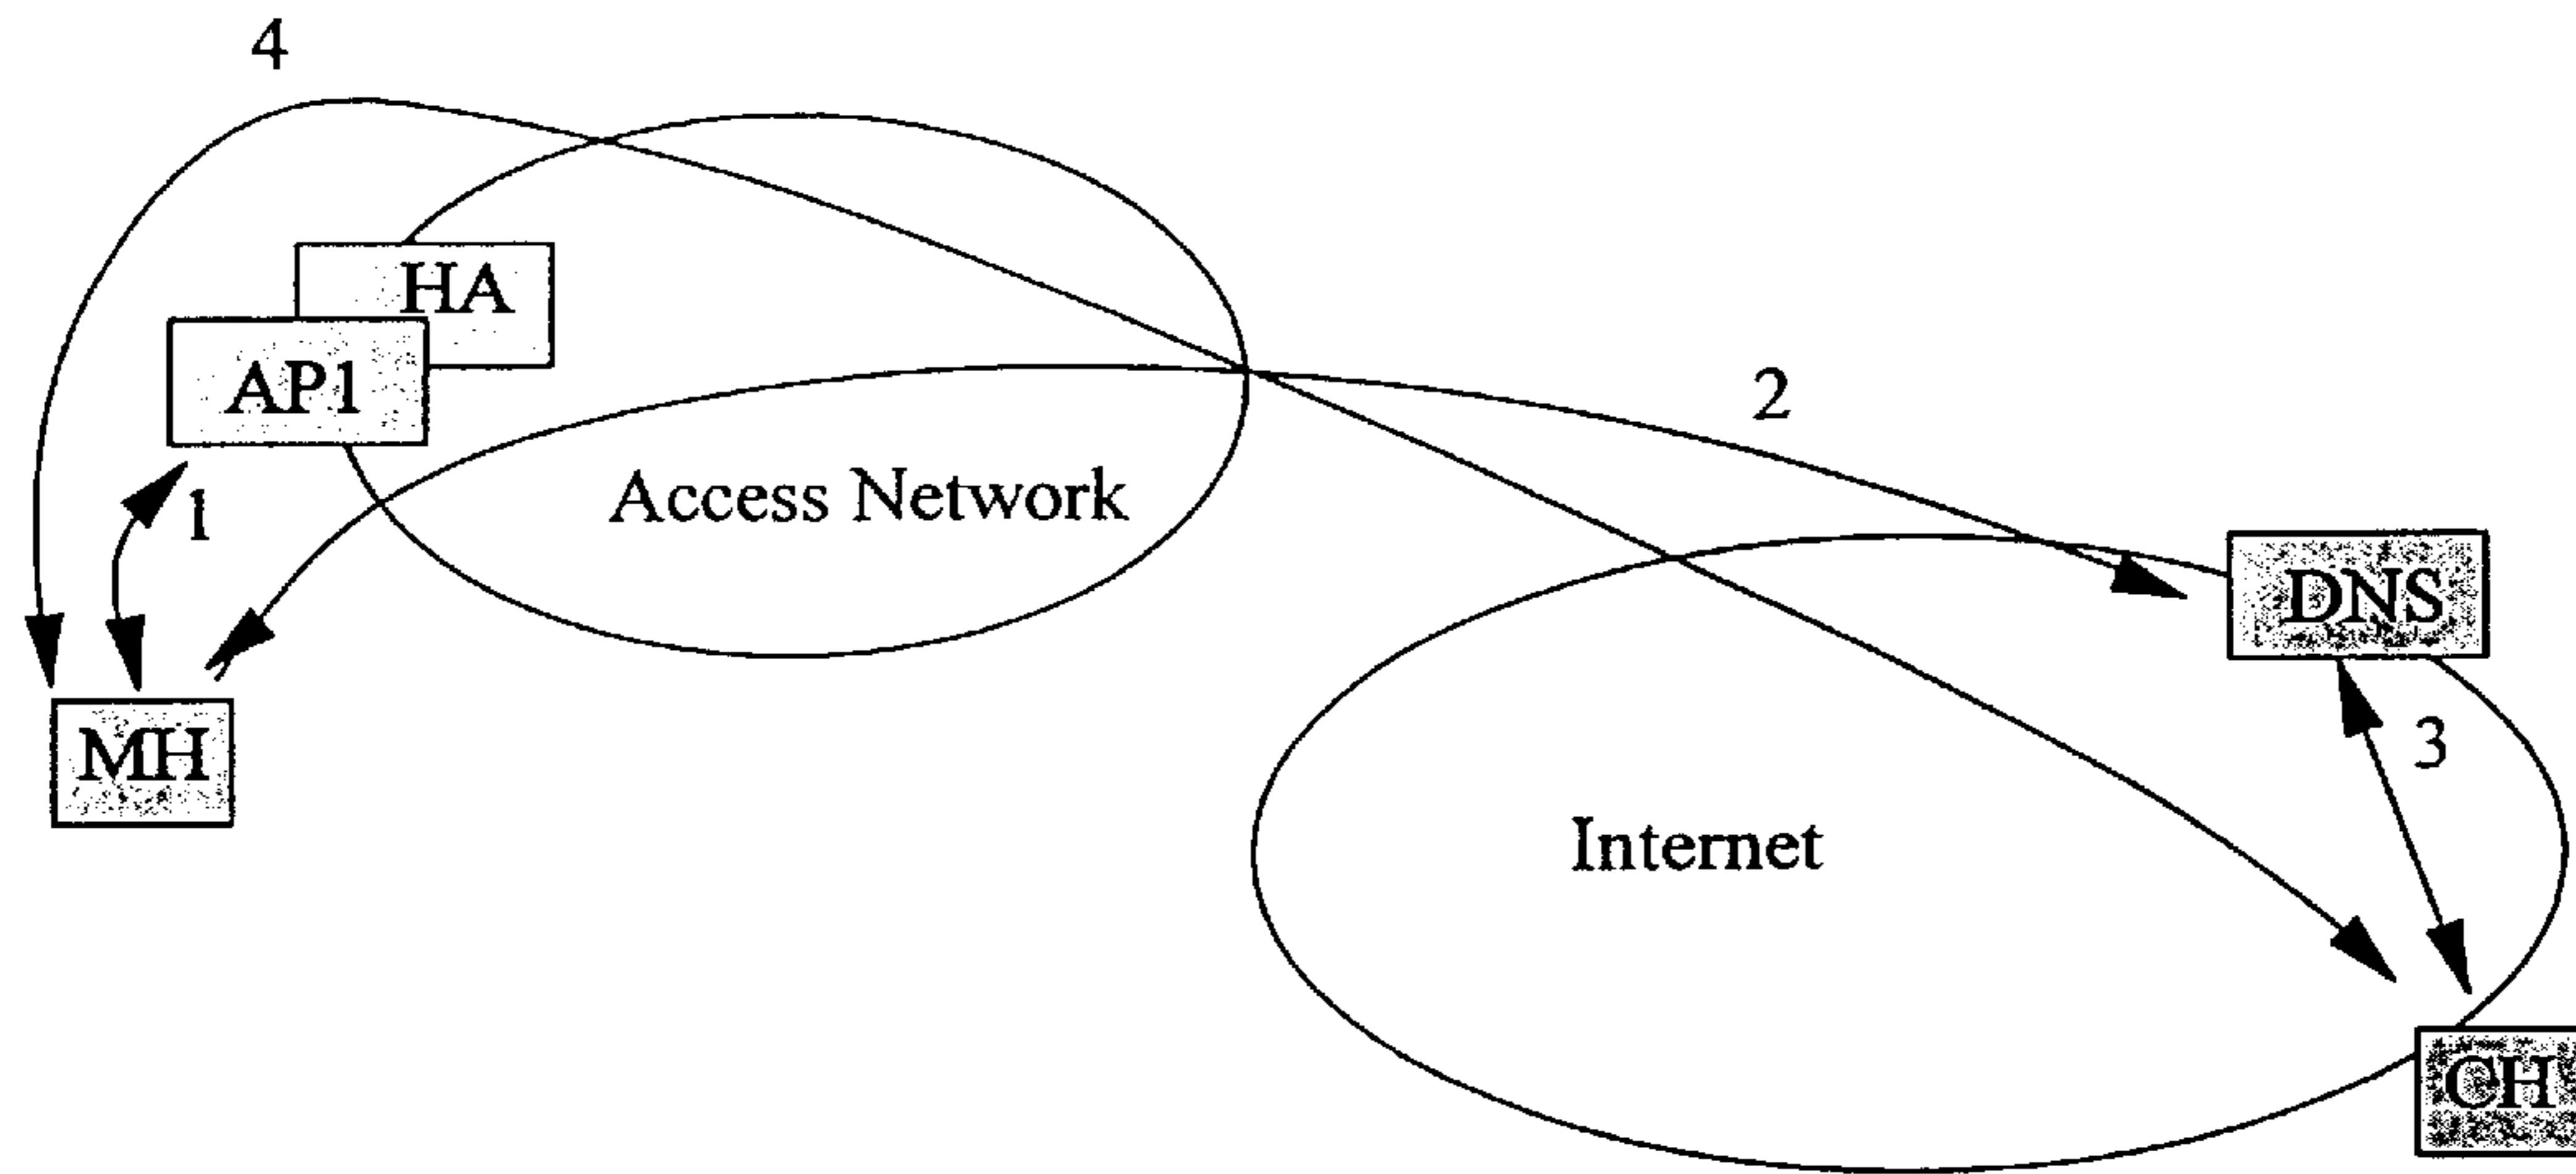 4
HA
AP1
2
1
Access Network
DNS
MH
3
Internet
CH